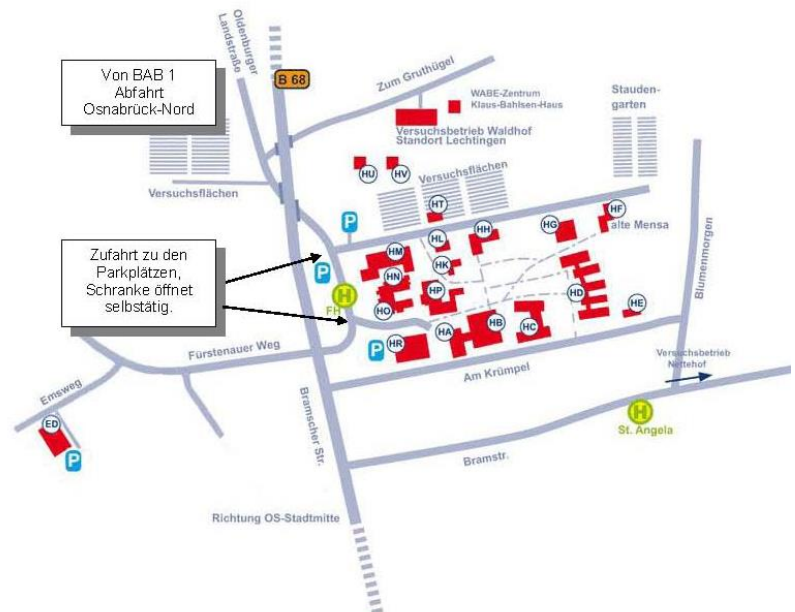 Von BAB 1
Abfahrt
Osnabrück-Nord
Oldenburger
Landstraße
B 68
Zum Gruthügel
WABE-Zentrum
Klaus-Bahlsen-Haus
Versuchsbetrieb Waldhof
Standort Lechtingen
Stauden-
garten
Versuchsflächen
HU
HV
Versuchsflächen
HT
P
HF
alte Mensa
HG
HH
HL
HM
Zufahrt zu den
Parkplätzen,
Schranke öffnet
selbstätig.
P
HK
HN
HP
H
FH
HO
HD
HE
HA
HB
HC
HR
P
Blumenmorgen
Fürstenauer Weg
Am Krümpel
Versuchsbetrieb
Nettehof
Emsweg
ED
P
Bramscher Str.
H
St. Angela
Bramstr.
Richtung OS-Stadtmitte